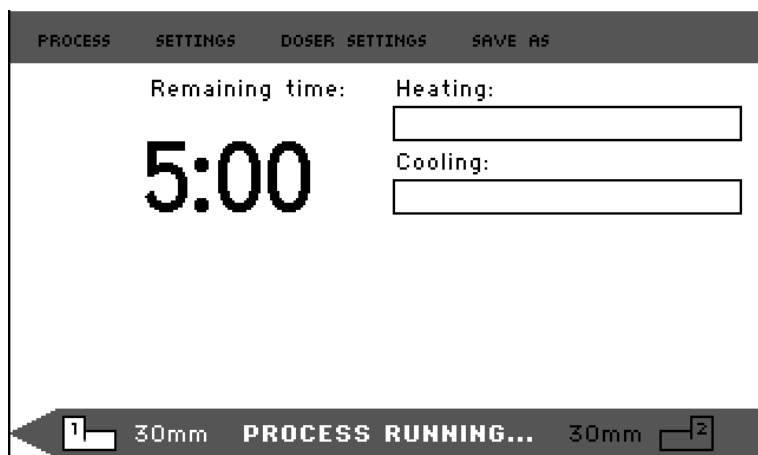 PROCESS SETTINGS DOSER SETTINGS SAVE AS
Remaining time: Heating:
5:00
Cooling:
1 30mm PROCESS RUNNING... 30mm 2